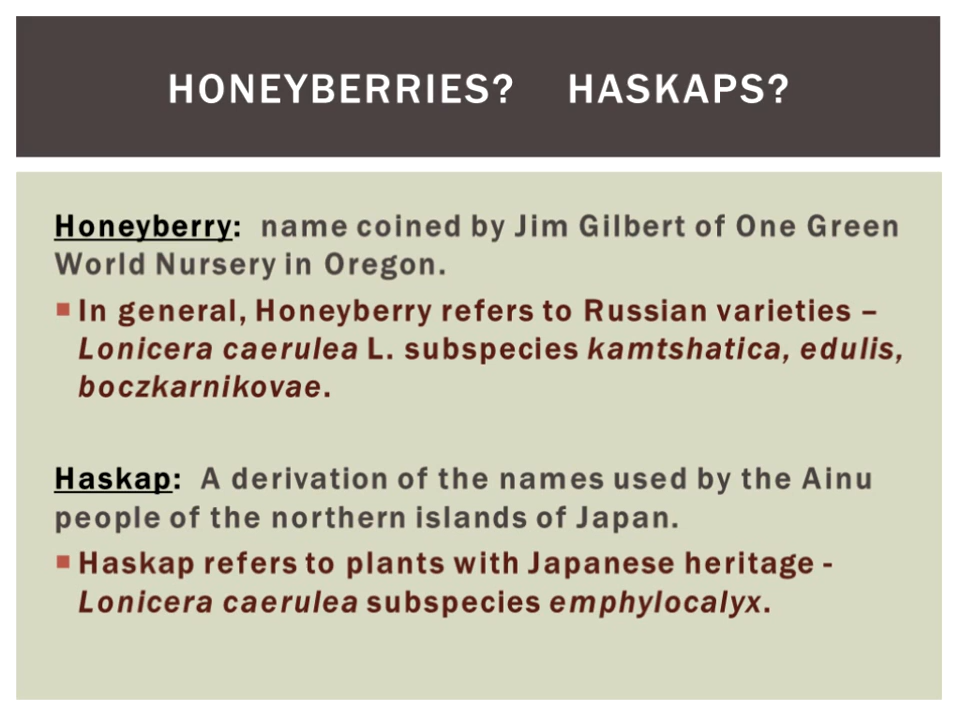 HONEYBERRIES? HASKAPS?
Honeyberry: name coined by Jim Gilbert of One Green
World Nursery in Oregon.
In general, Honeyberry refers to Russian varieties –
Lonicera caerulea L. subspecies kamtshatica, edulis,
boczkarnikovae.
Haskap: A derivation of the names used by the Ainu
people of the northern islands of Japan.
Haskap refers to plants with Japanese heritage -
Lonicera caerulea subspecies emphylocalyx.